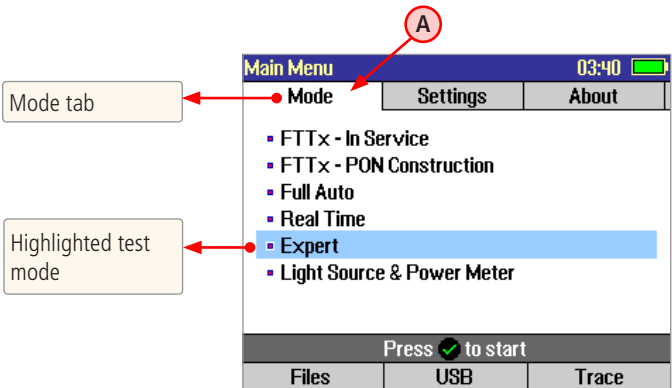 A
Main Menu 03:40
Mode tab
Mode Settings About
FTTx - In Service
FTTx - PON Construction
Full Auto
Real Time
Highlighted test
mode
Expert
Light Source & Power Meter
Press to start
Files USB Trace